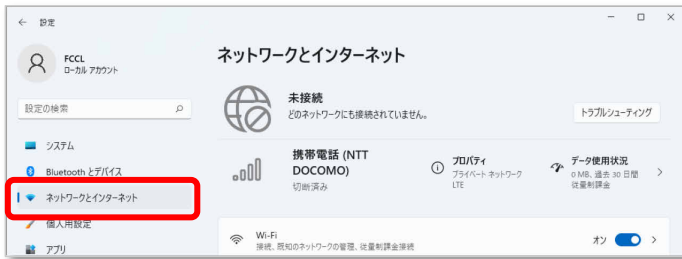 ← 設定
FCCL
ローカル アカウント
設定の検索
システム
Bluetooth とデバイス
ネットワークとインターネット
個人用設定
アプリ
ネットワークとインターネット
未接続
どのネットワークにも接続されていません。
トラブルシューティング
携帯電話 (NTT
DOCOMO)
切断済み
プロパティ
プライベート ネットワーク
LTE
データ使用状況
0 MB、過去 30 日間
従量制課金
Wi-Fi
接続、既知のネットワークの管理、従量制課金接続
オン